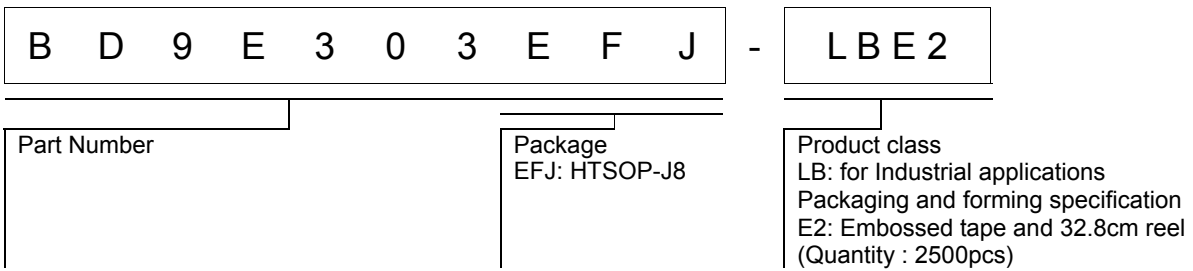 B D 9 E 3 0 3 E F J - L B E 2
Part Number
Package
EFJ: HTSOP-J8
Product class
LB: for Industrial applications
Packaging and forming specification
E2: Embossed tape and 32.8cm reel
(Quantity : 2500pcs)